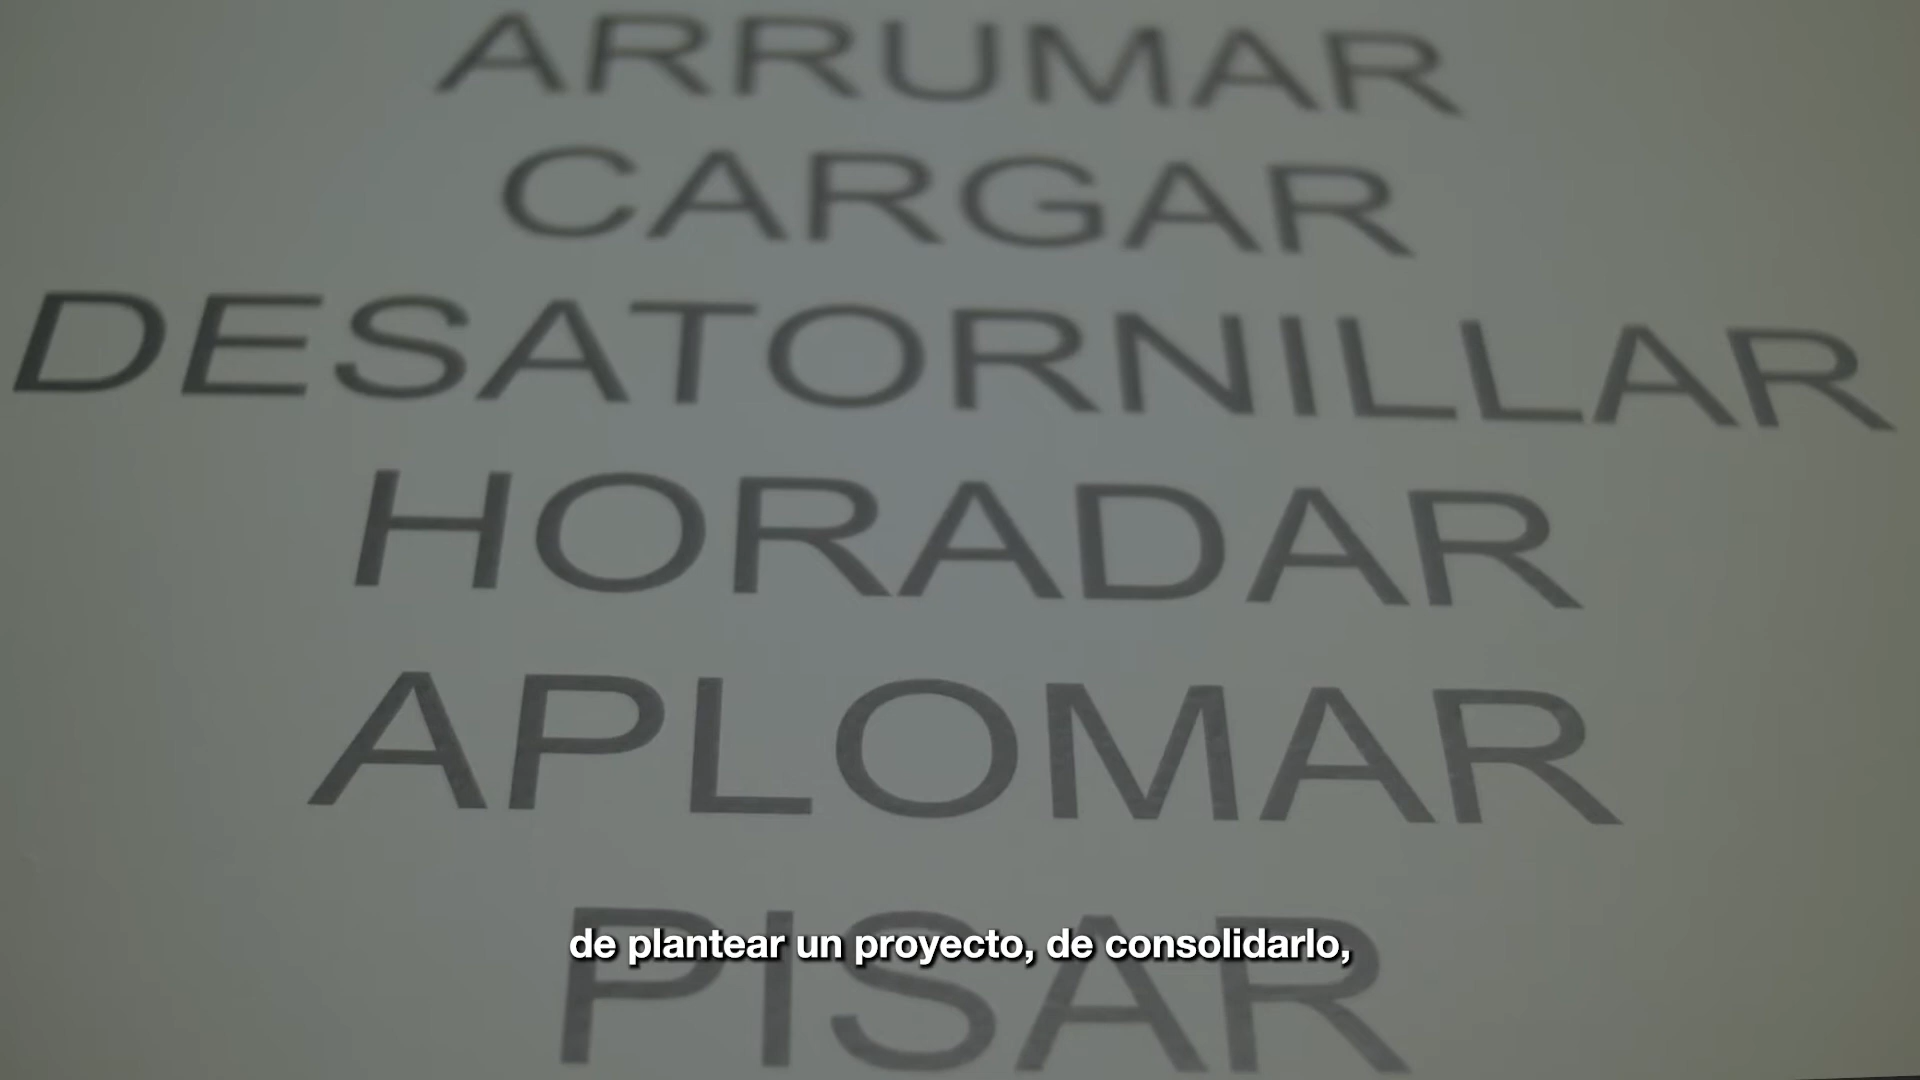 ARRUMAR
CARGAR
DESATORNILLAR
HORADAR
APLOMAR
PISAR
de plantear un proyecto, de consolidarlo,